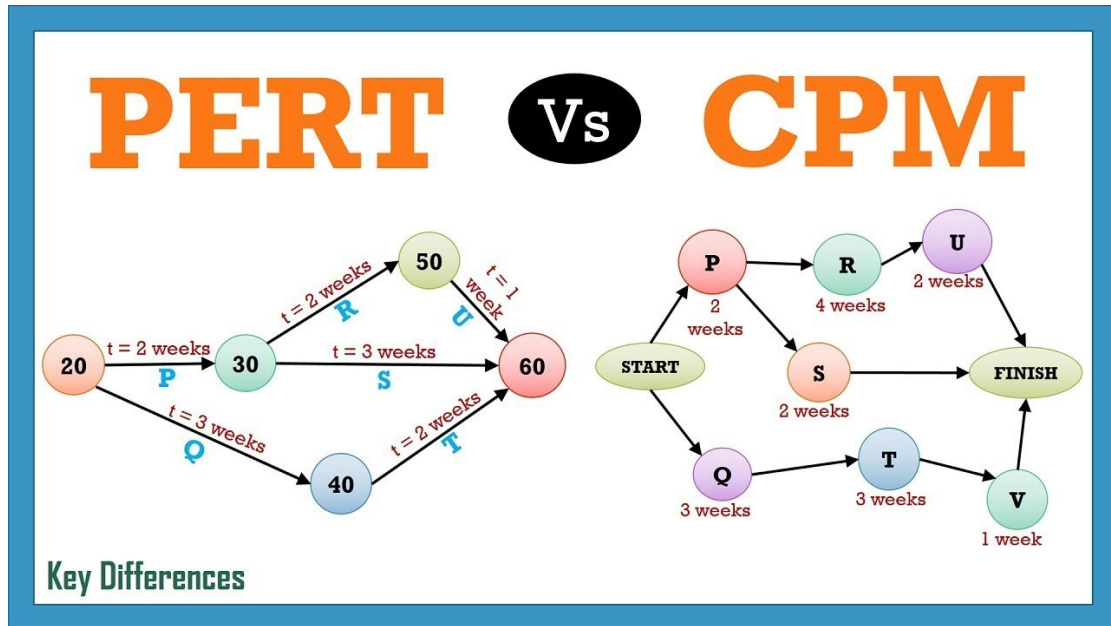 PERT Vs CPM
50
t = 2 weeks
R
t = 1
week
U
20
t = 2 weeks
P
30
t = 3 weeks
S
60
t = 3 weeks
Q
40
t = 2 weeks
T
P
2
weeks
R
4 weeks
U
2 weeks
START
S
2 weeks
FINISH
Q
3 weeks
T
3 weeks
V
1 week
Key Differences